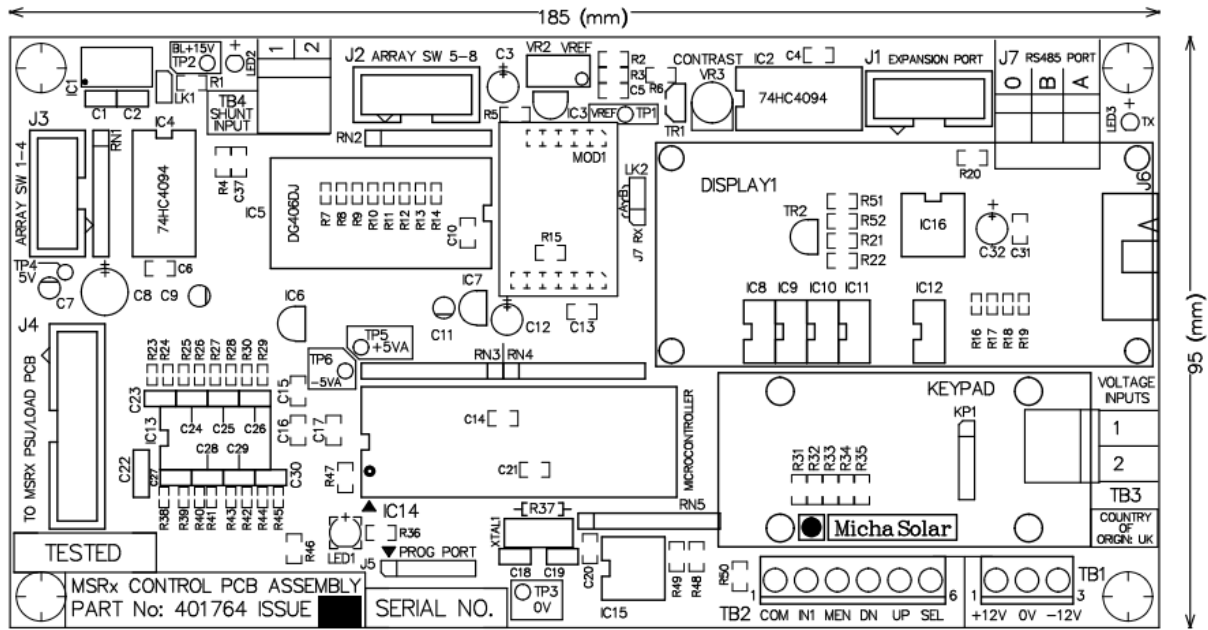 185 (mm)
95 (mm)
BL+15V
TP2
LED2
1
2
IC1
C1
C2
LK1
R1
TB4
SHUNT
INPUT
J2 ARRAY SW 5-8
C3
VR2
VREF
R2
R3
C5
R6
R5
IC3
VREF
TP1
TR1
CONTRAST
VR3
IC2
C4
74HC4094
J1 EXPANSION PORT
J7 RS485 PORT
0
B
A
LED3
TX
J3
ARRAY SW 1-4
RN1
IC4
74HC4094
R4
C37
RN2
IC5
DG406DJ
R7
R8
R9
R10
R11
R12
R13
R14
C10
MOD1
R15
LK2
A
B
J7 RX
DISPLAY1
R20
J6
TR2
R51
R52
R21
R22
IC16
C32
C31
TP4
5V
C7
C8
C6
C9
IC6
IC7
C11
C12
C13
IC8
IC9
IC10
IC11
IC12
R16
R17
R18
R19
J4
TO MSRX PSU/LOAD PCB
R23
R24
R25
R26
R27
R28
R30
R29
TP5
+5VA
TP6
-5VA
RN3
RN4
C23
C24
C25
C26
C15
C16
C17
IC13
C28
C29
C22
C27
C30
R38
R39
R40
R41
R43
R42
R44
R45
R47
C14
C21
MICROCONTROLLER
IC14
KEYPAD
KP1
R31
R32
R33
R34
R35
Micha Solar
VOLTAGE
INPUTS
1
2
TB3
COUNTRY
OF
ORIGIN: UK
RN5
R37
XTAL1
C18
C19
R46
LED1
R36
J5
PROG PORT
C20
IC15
R49
R48
R50
TP3
0V
TESTED
MSRx CONTROL PCB ASSEMBLY
PART No: 401764 ISSUE
SERIAL NO.
1
6
TB2
COM IN1 MEN DN UP SEL
1
3
TB1
+12V 0V -12V